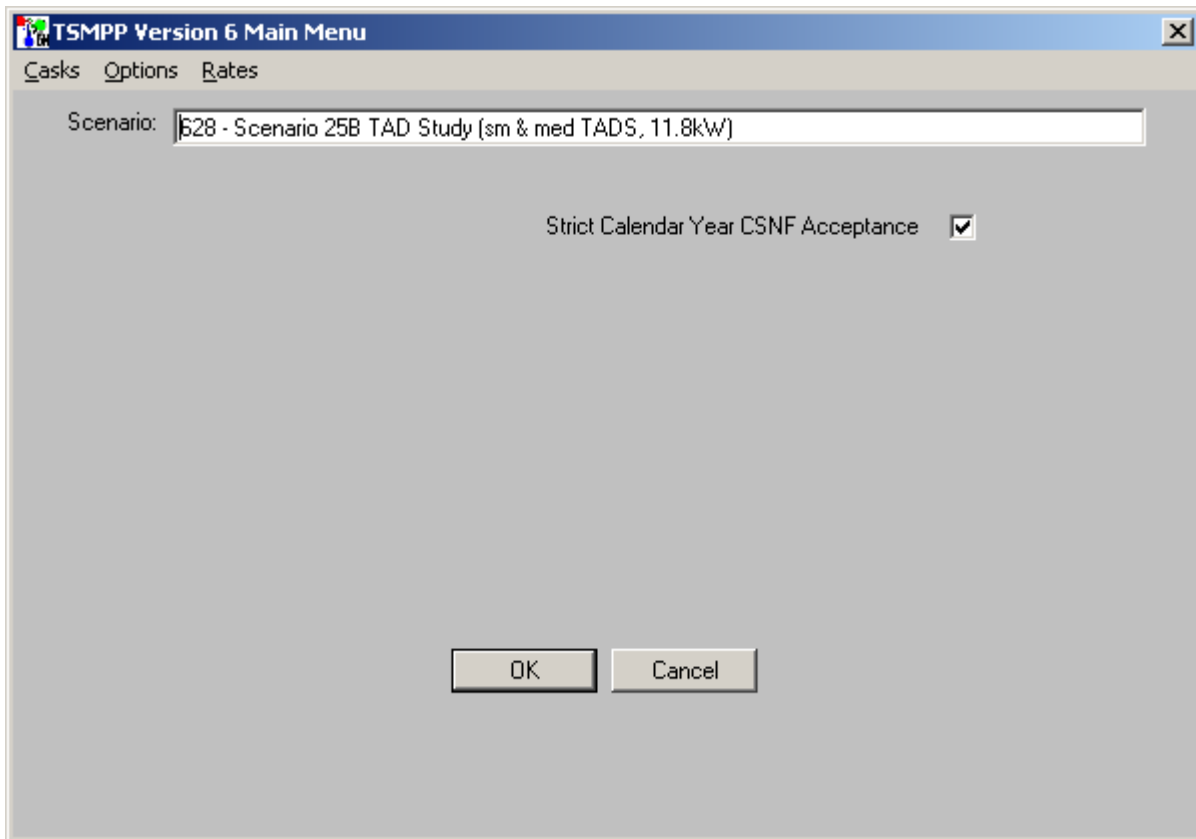 TSMPP Version 6 Main Menu
Casks Options Rates
Scenario: 628 - Scenario 25B TAD Study (sm & med TADS, 11.8kW)
Strict Calendar Year CSNF Acceptance
OK Cancel